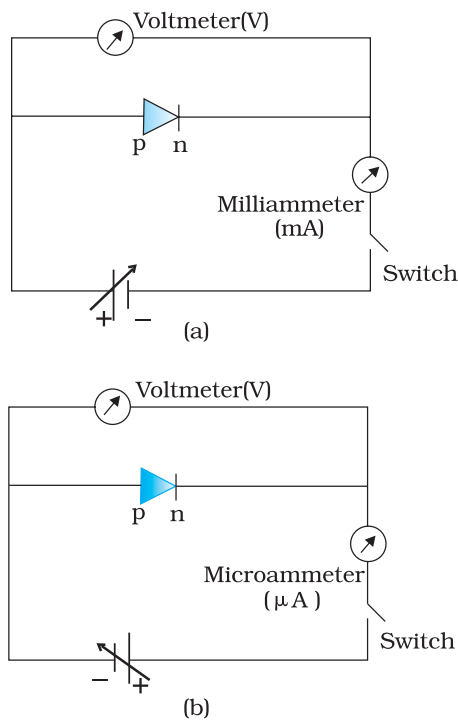 Voltmeter(V)
p n
Milliammeter
(mA)
Switch
+ −
(a)
Voltmeter(V)
p n
Microammeter
(μA)
Switch
− +
(b)